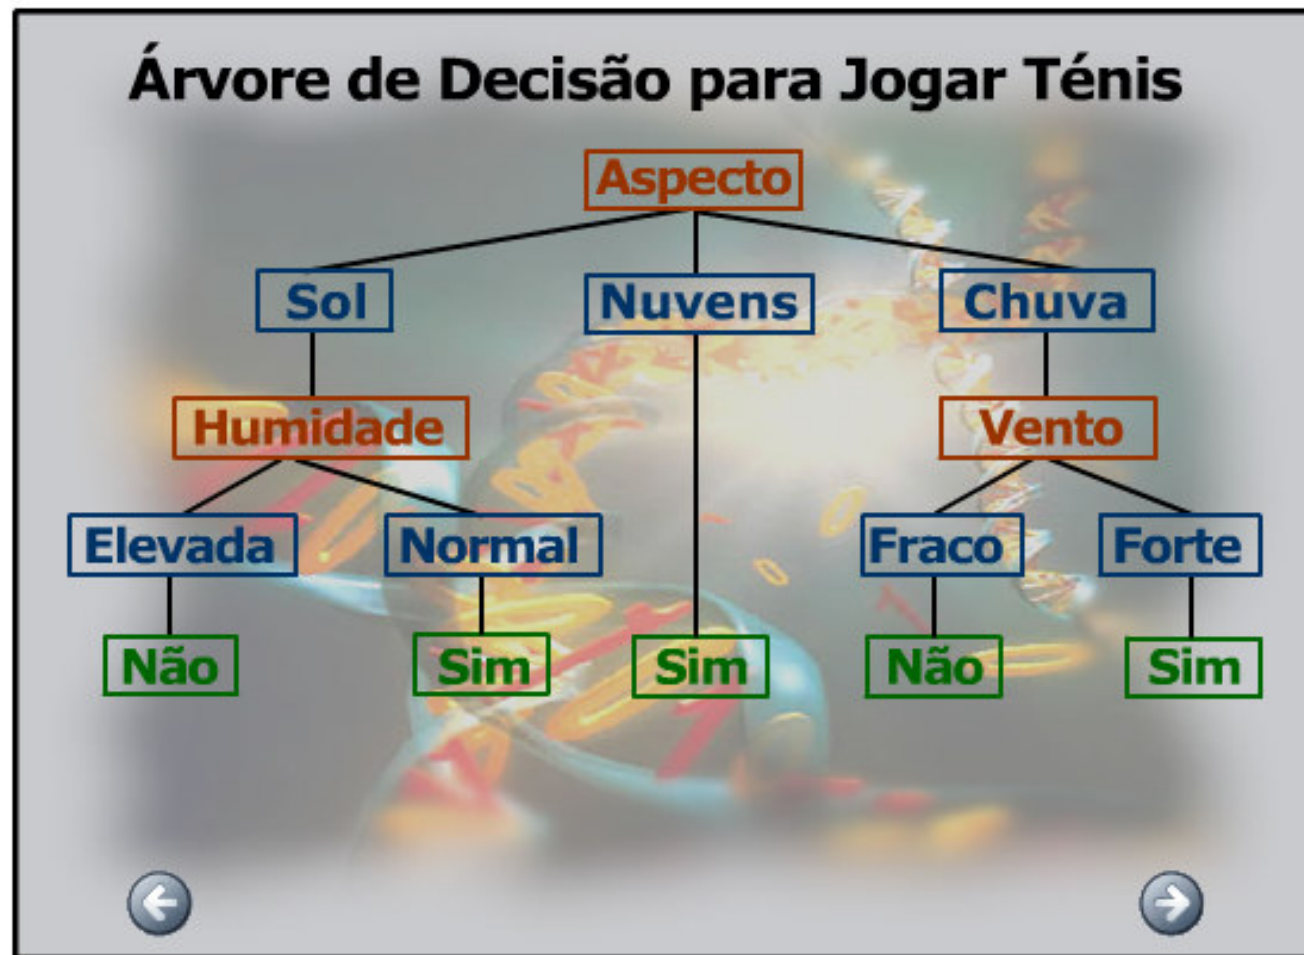 Árvore de Decisão para Jogar Ténis
Aspecto
Sol Nuvens Chuva
Humidade Vento
Elevada Normal Fraco Forte
Não Sim Sim Não Sim